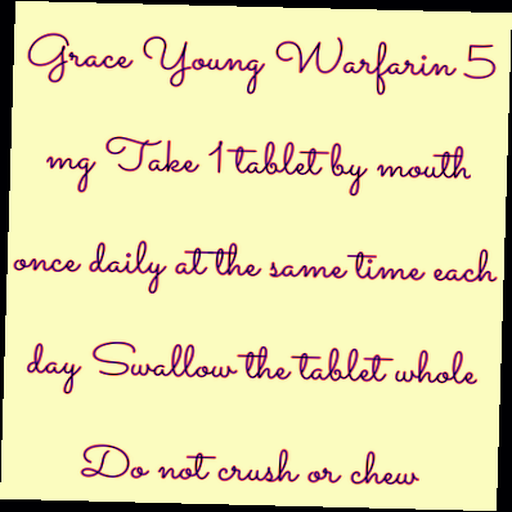 Grace Young Warfarin 5
mg Take 1 tablet by mouth
once daily at the same time each
day Swallow the tablet whole
Do not crush or chew